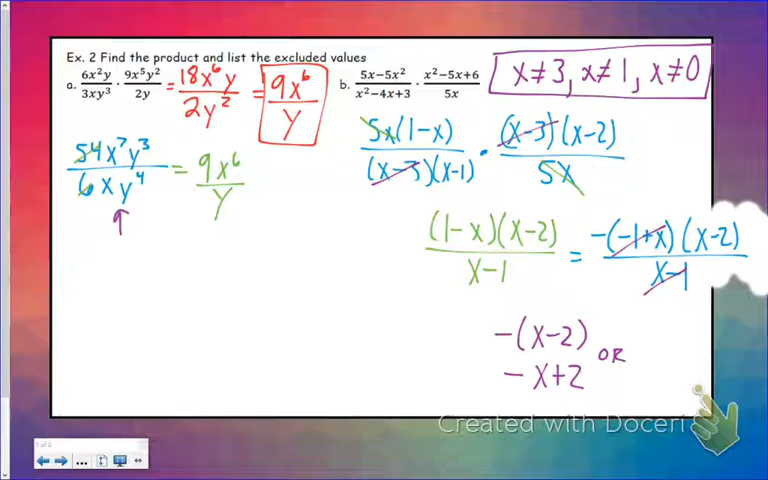 Ex. 2 Find the product and list the excluded values
a. 6x²y/3xy³ · 9x⁵y²/2y = 18x⁶y/2y² = 9x⁶/y
b. 5x−5x²/x²−4x+3 · x²−5x+6/5x
x≠3, x≠1, x≠0
54x⁷y³/6xy⁴ = 9x⁶/y
5x(1−x)/(x−3)(x−1) · (x−3)(x−2)/5x
(1−x)(x−2)/x−1 = −(−1+x)(x−2)/x−1
−(x−2) OR
−x+2
Created with Doceri